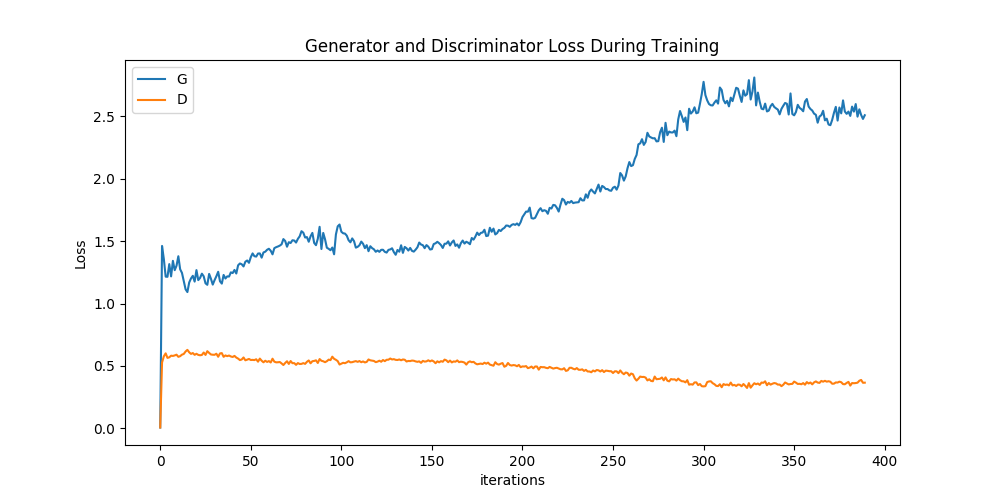 Generator and Discriminator Loss During Training
G
D
Loss
2.5
2.0
1.5
1.0
0.5
0.0
0 50 100 150 200 250 300 350 400
iterations